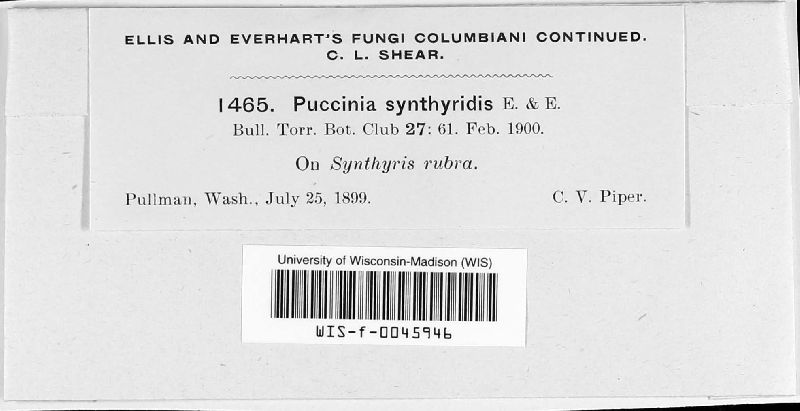 ELLIS AND EVERHART'S FUNGI COLUMBIANI CONTINUED.
C. L. SHEAR.
1465. Puccinia synthyridis E. & E.
Bull. Torr. Bot. Club 27: 61. Feb. 1900.
On Synthyris rubra.
Pullman, Wash., July 25, 1899. C. V. Piper.
University of Wisconsin-Madison (WIS)
WIS-f-0045946